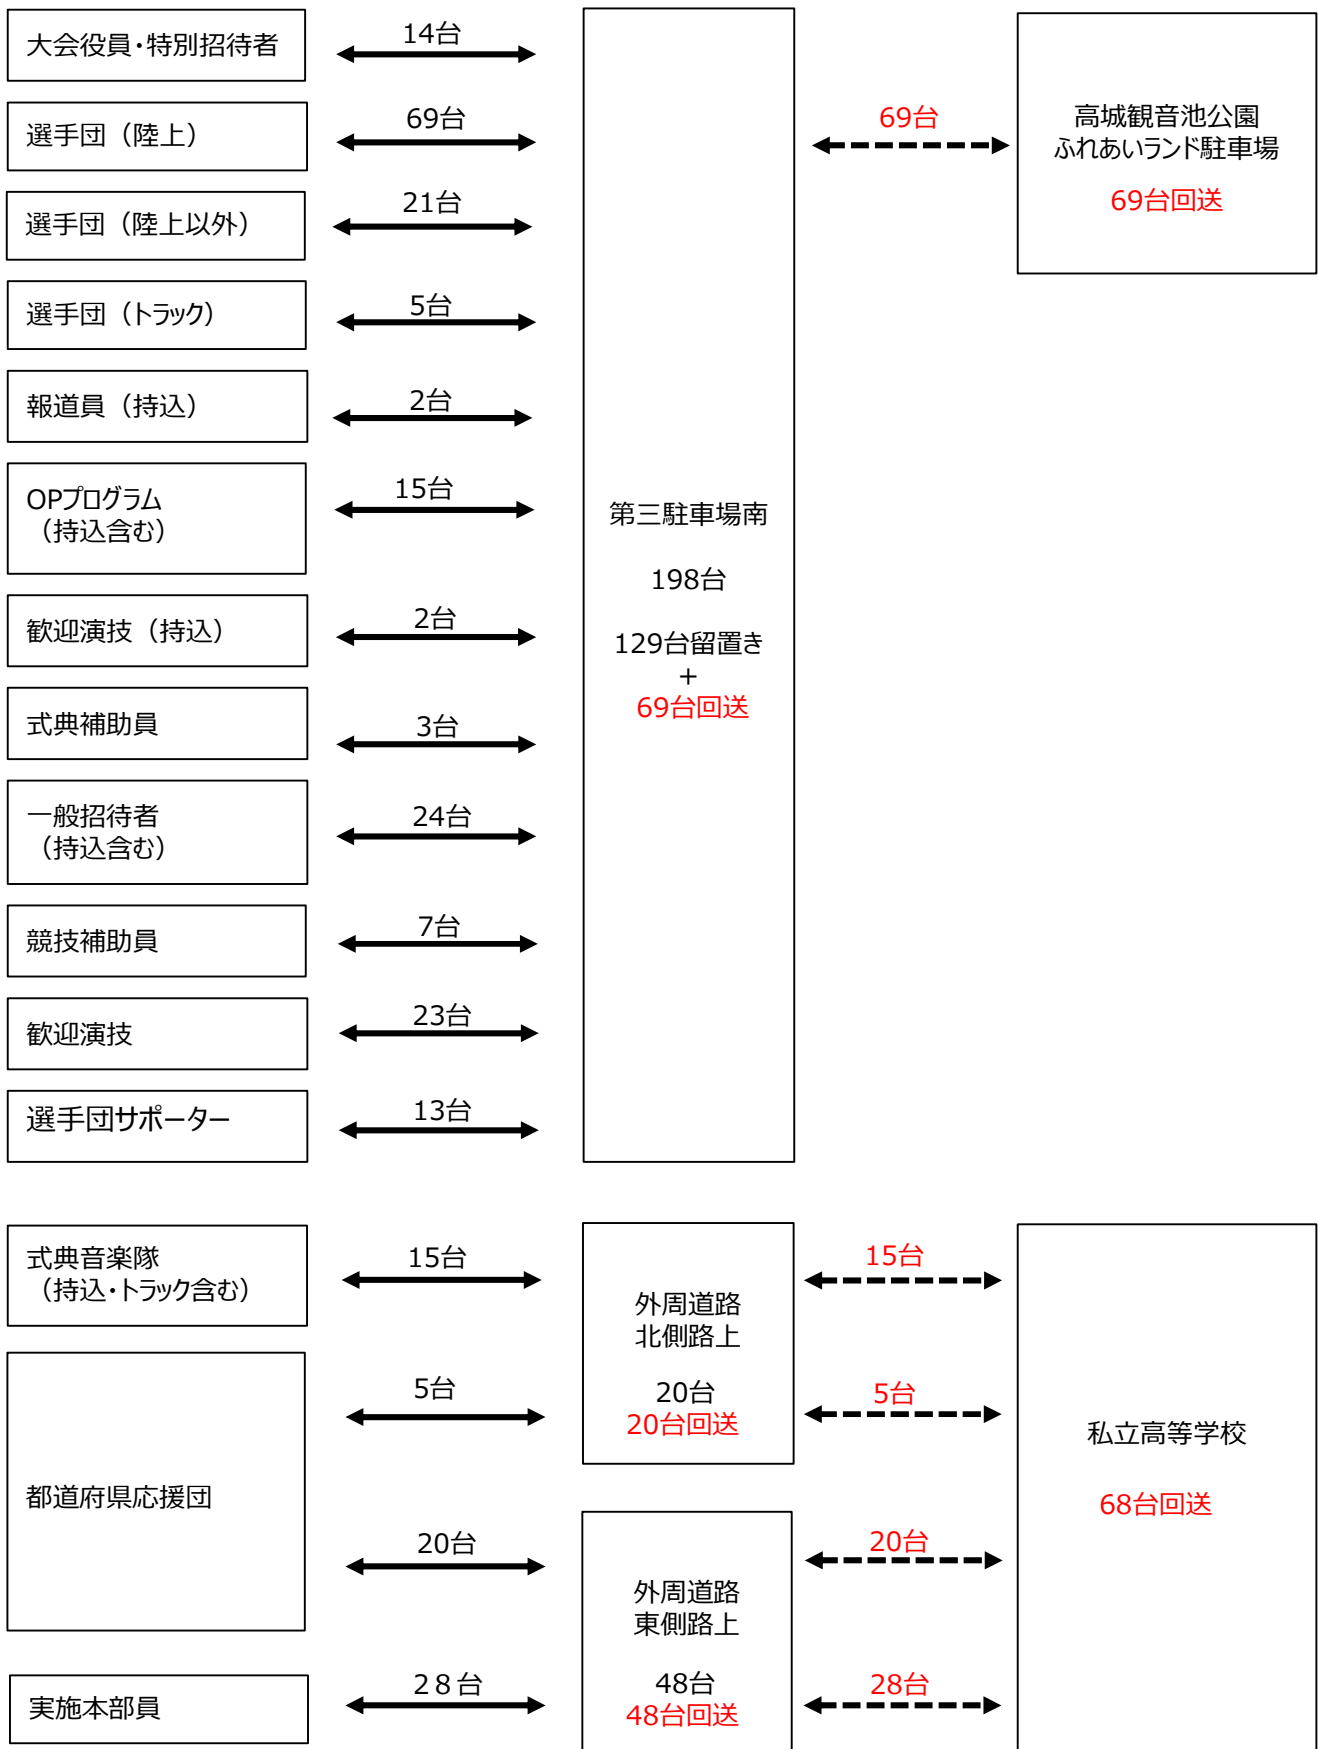 大会役員・特別招待者
14台
選手団（陸上）
69台
選手団（陸上以外）
21台
選手団（トラック）
5台
報道員（持込）
2台
OPプログラム
（持込含む）
15台
歓迎演技（持込）
2台
式典補助員
3台
一般招待者
（持込含む）
24台
競技補助員
7台
歓迎演技
23台
選手団サポーター
13台
第三駐車場南
198台
129台留置き
+
69台回送
69台
高城観音池公園
ふれあいランド駐車場
69台回送
式典音楽隊
（持込・トラック含む）
15台
都道府県応援団
5台
20台
実施本部員
２８台
外周道路
北側路上
20台
20台回送
外周道路
東側路上
48台
48台回送
15台
5台
20台
28台
私立高等学校
68台回送